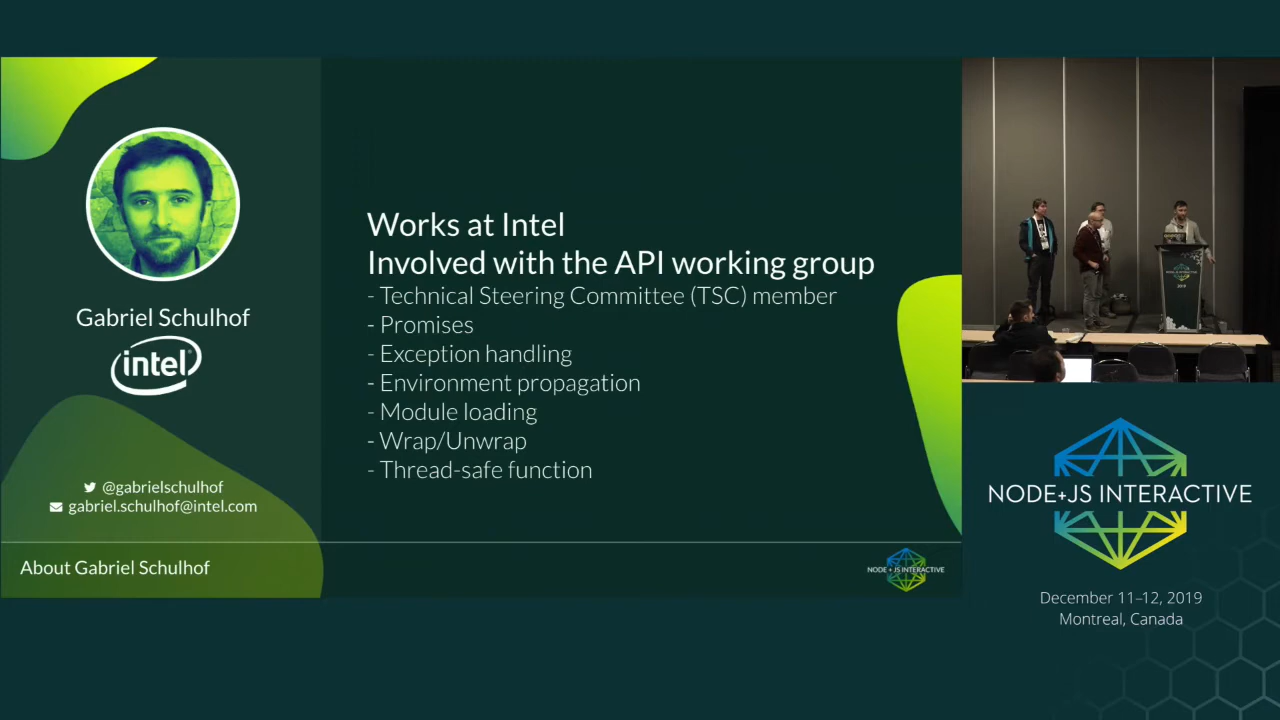 Gabriel Schulhof
intel
@gabrielschulhof
gabriel.schulhof@intel.com
About Gabriel Schulhof
Works at Intel
Involved with the API working group
- Technical Steering Committee (TSC) member
- Promises
- Exception handling
- Environment propagation
- Module loading
- Wrap/Unwrap
- Thread-safe function
NODE+JS INTERACTIVE
NODE+JS INTERACTIVE
December 11–12, 2019
Montreal, Canada